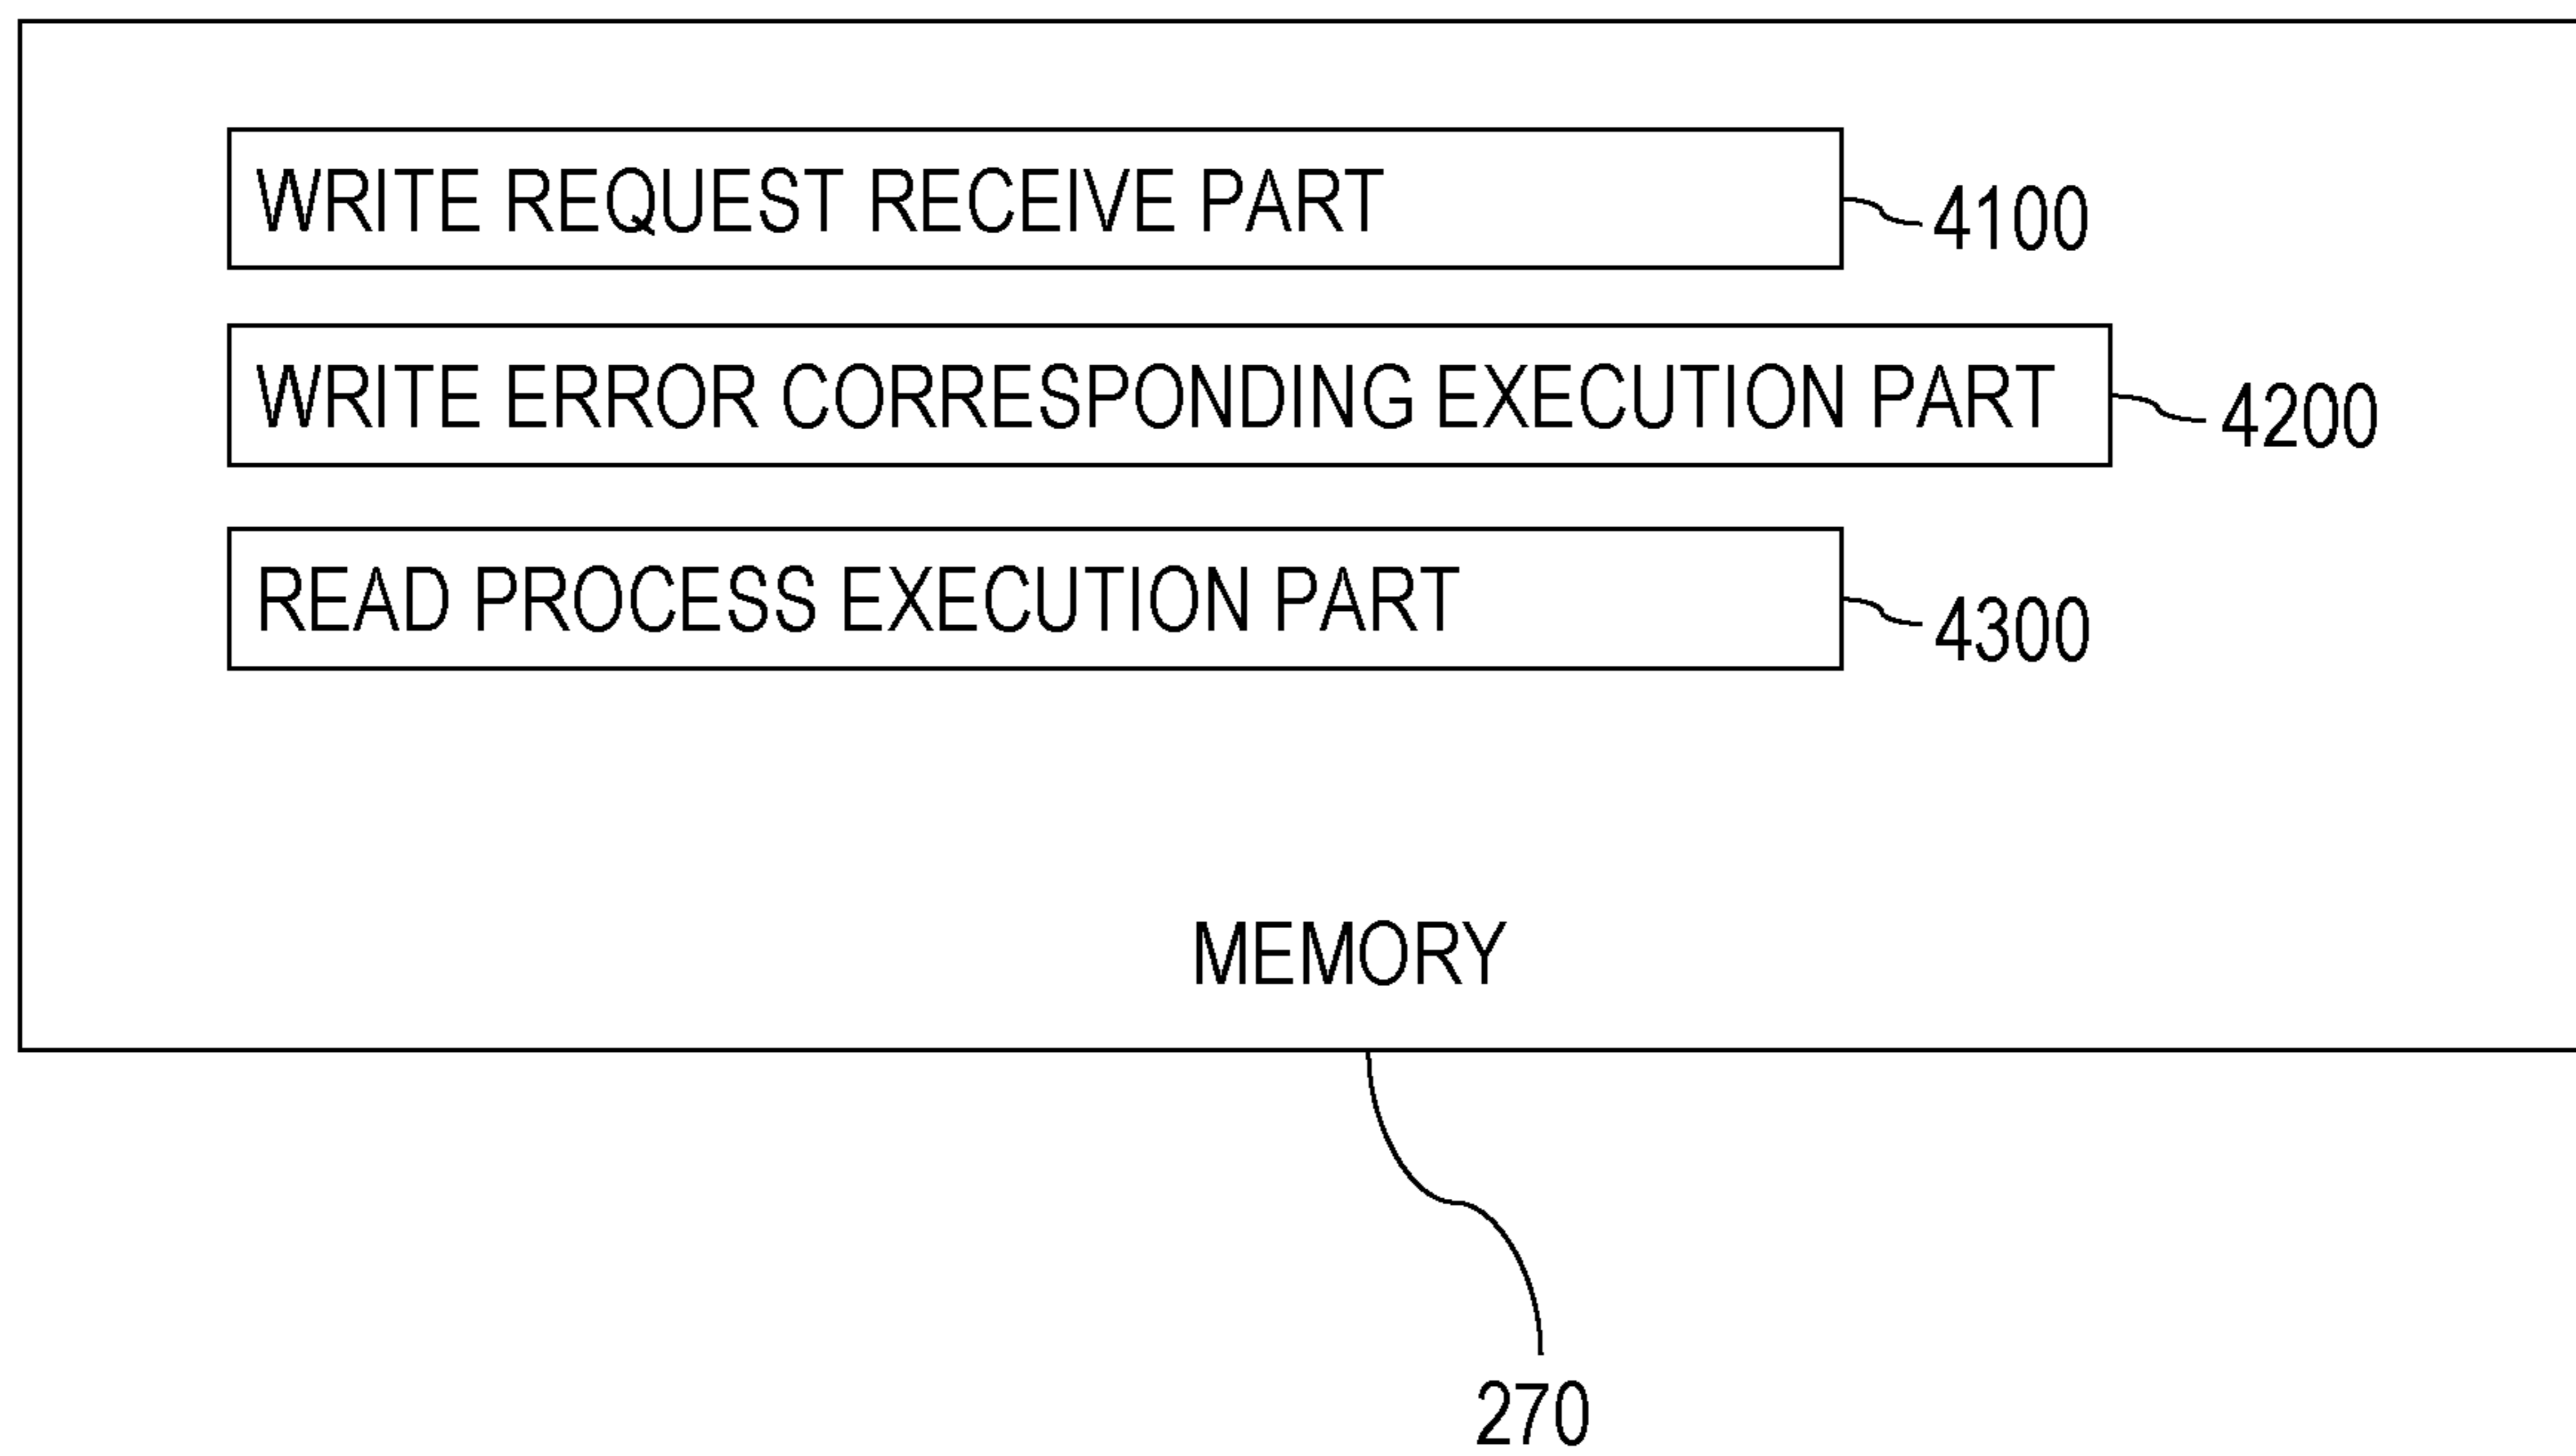 WRITE REQUEST RECEIVE PART
4100
WRITE ERROR CORRESPONDING EXECUTION PART
4200
READ PROCESS EXECUTION PART
4300
MEMORY
270